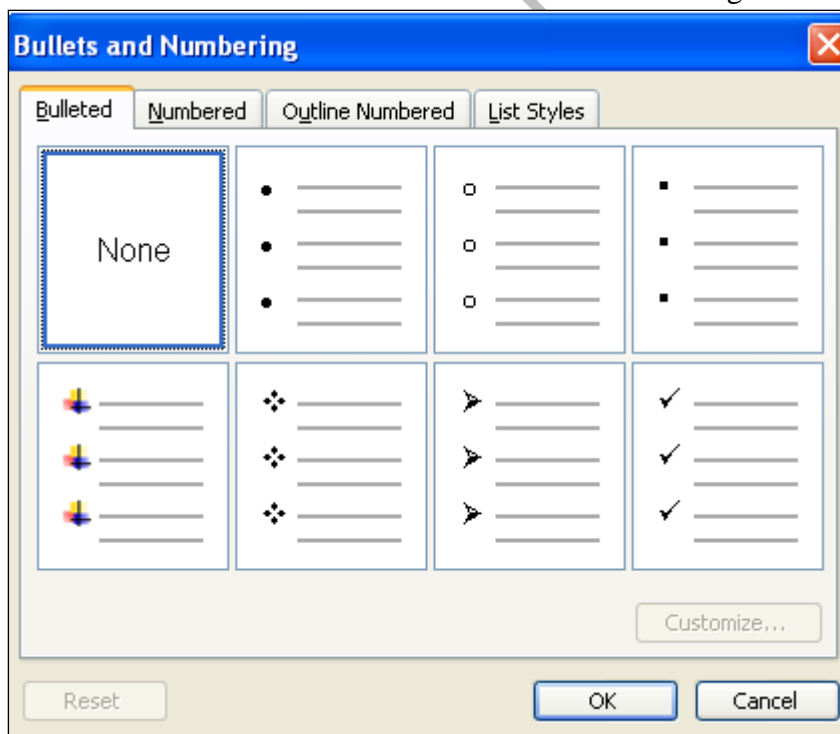 Bullets and Numbering
Bulleted Numbered Outline Numbered List Styles
None
Customize...
Reset OK Cancel